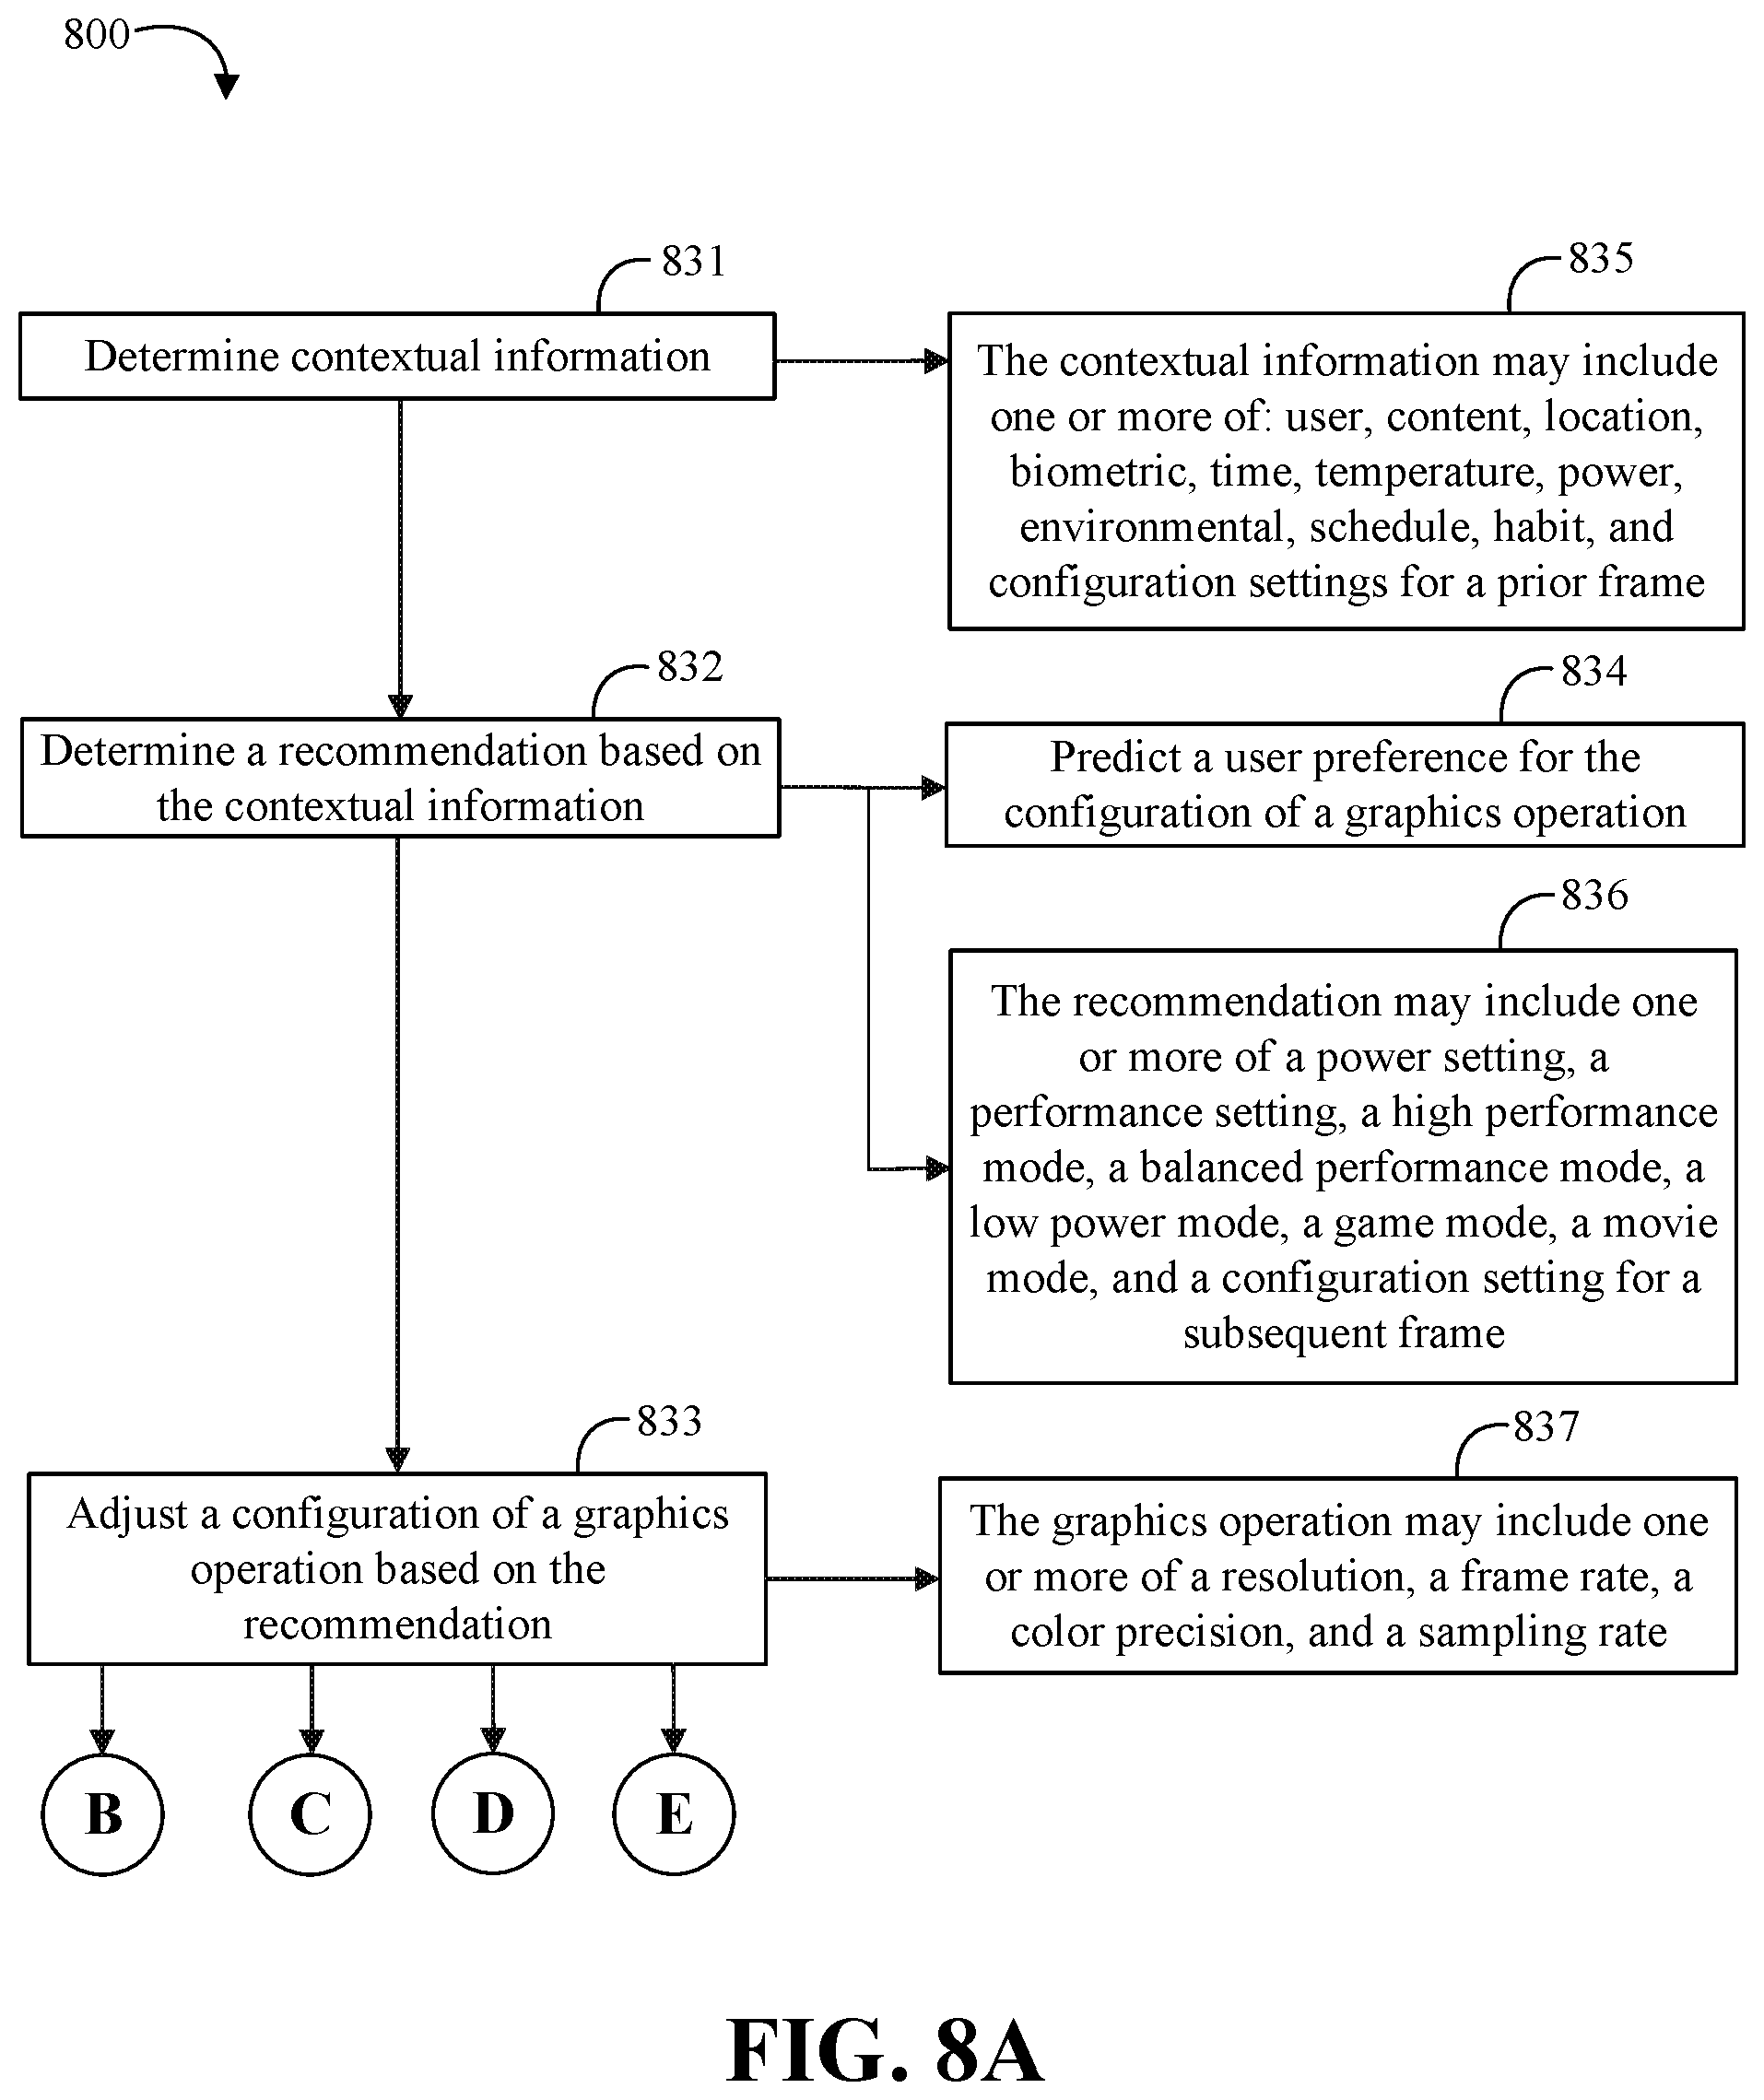 800
831
Determine contextual information
835
The contextual information may include
one or more of: user, content, location,
biometric, time, temperature, power,
environmental, schedule, habit, and
configuration settings for a prior frame
832
Determine a recommendation based on
the contextual information
834
Predict a user preference for the
configuration of a graphics operation
836
The recommendation may include one
or more of a power setting, a
performance setting, a high performance
mode, a balanced performance mode, a
low power mode, a game mode, a movie
mode, and a configuration setting for a
subsequent frame
833
Adjust a configuration of a graphics
operation based on the
recommendation
837
The graphics operation may include one
or more of a resolution, a frame rate, a
color precision, and a sampling rate
B
C
D
E
FIG. 8A